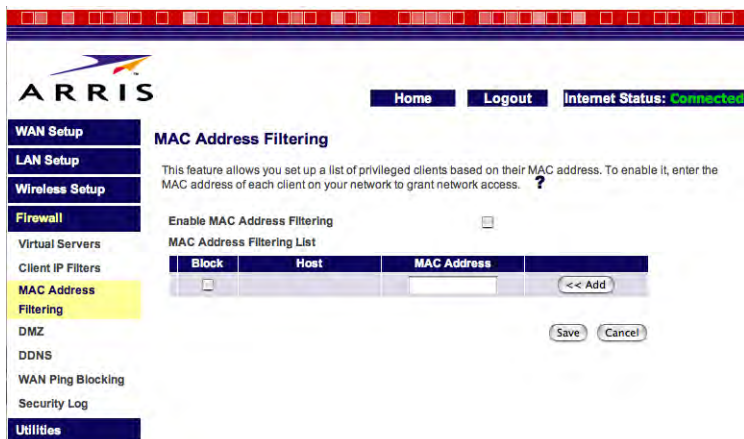 ARRIS
Home Logout Internet Status: Connected
WAN Setup
LAN Setup
Wireless Setup
Firewall
Virtual Servers
Client IP Filters
MAC Address
Filtering
DMZ
DDNS
WAN Ping Blocking
Security Log
Utilities
MAC Address Filtering
This feature allows you set up a list of privileged clients based on their MAC address. To enable it, enter the
MAC address of each client on your network to grant network access. ?
Enable MAC Address Filtering
MAC Address Filtering List
Block Host MAC Address
<< Add
Save Cancel